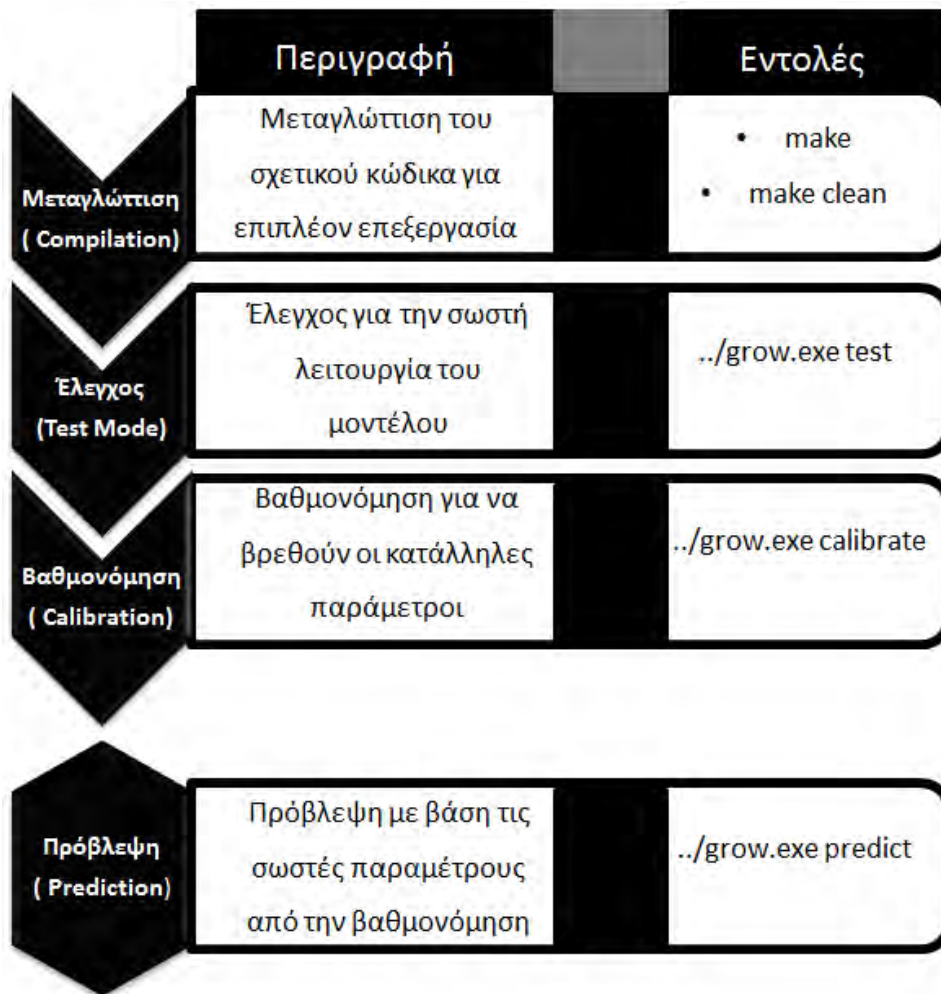 Περιγραφή
Εντολές
Μεταγλώττιση
( Compilation)
Μεταγλώττιση του
σχετικού κώδικα για
επιπλέον επεξεργασία
• make
• make clean
Έλεγχος
(Test Mode)
Έλεγχος για την σωστή
λειτουργία του
μοντέλου
../grow.exe test
Βαθμονόμηση
( Calibration)
Βαθμονόμηση για να
βρεθούν οι κατάλληλες
παράμετροι
../grow.exe calibrate
Πρόβλεψη
( Prediction)
Πρόβλεψη με βάση τις
σωστές παραμέτρους
από την βαθμονόμηση
../grow.exe predict